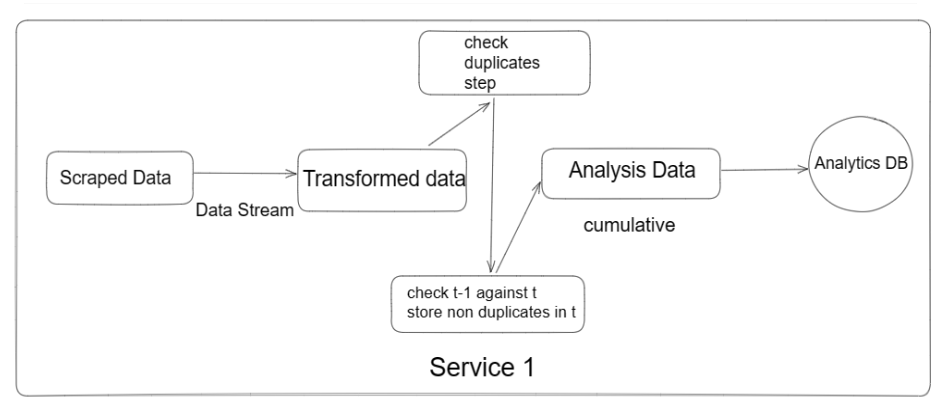 check
duplicates
step
Scraped Data
Data Stream
Transformed data
check t-1 against t
store non duplicates in t
Analysis Data
cumulative
Analytics DB
Service 1